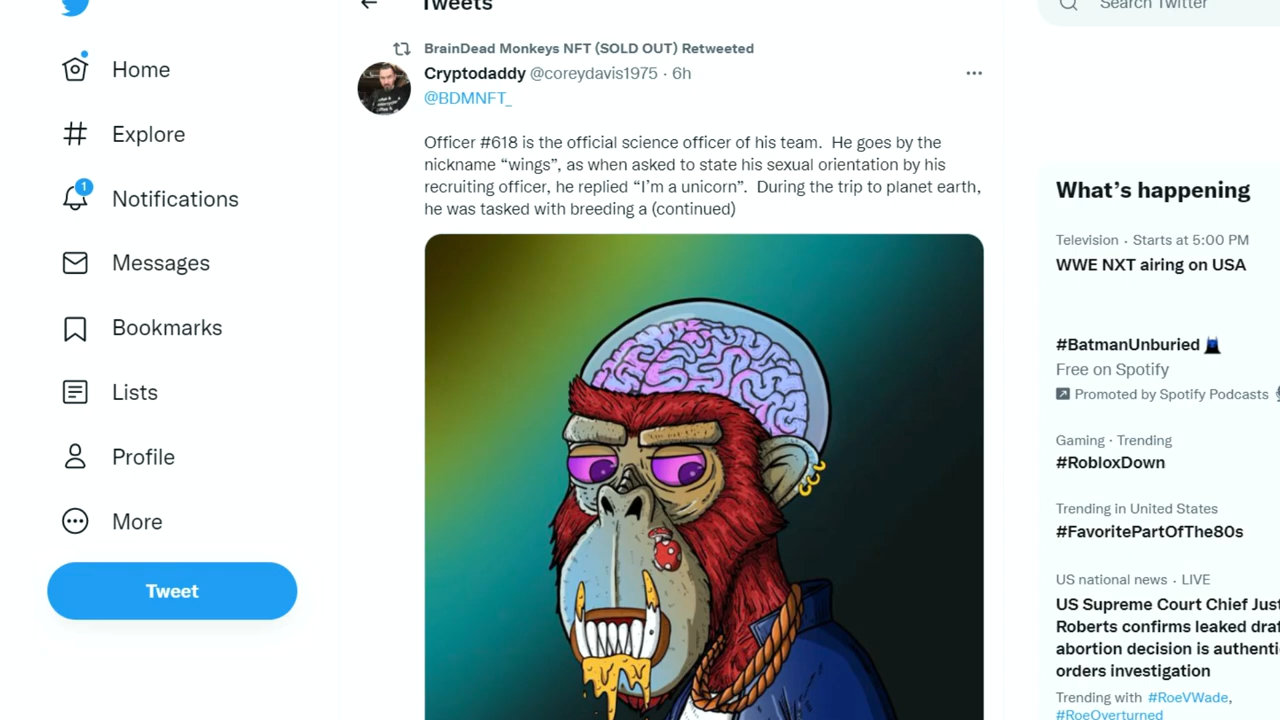 Tweets
Search Twitter
Home
Explore
1
Notifications
Messages
Bookmarks
Lists
Profile
More
Tweet
BrainDead Monkeys NFT (SOLD OUT) Retweeted
Cryptodaddy @coreydavis1975 · 6h
@BDMNFT_
Officer #618 is the official science officer of his team.  He goes by the
nickname “wings”, as when asked to state his sexual orientation by his
recruiting officer, he replied “I’m a unicorn”.  During the trip to planet earth,
he was tasked with breeding a (continued)
What’s happening
Television · Starts at 5:00 PM
WWE NXT airing on USA
#BatmanUnburied
Free on Spotify
Promoted by Spotify Podcasts
Gaming · Trending
#RobloxDown
Trending in United States
#FavoritePartOfThe80s
US national news · LIVE
US Supreme Court Chief Just
Roberts confirms leaked draf
abortion decision is authenti
orders investigation
Trending with #RoeVWade,
#RoeOverturned